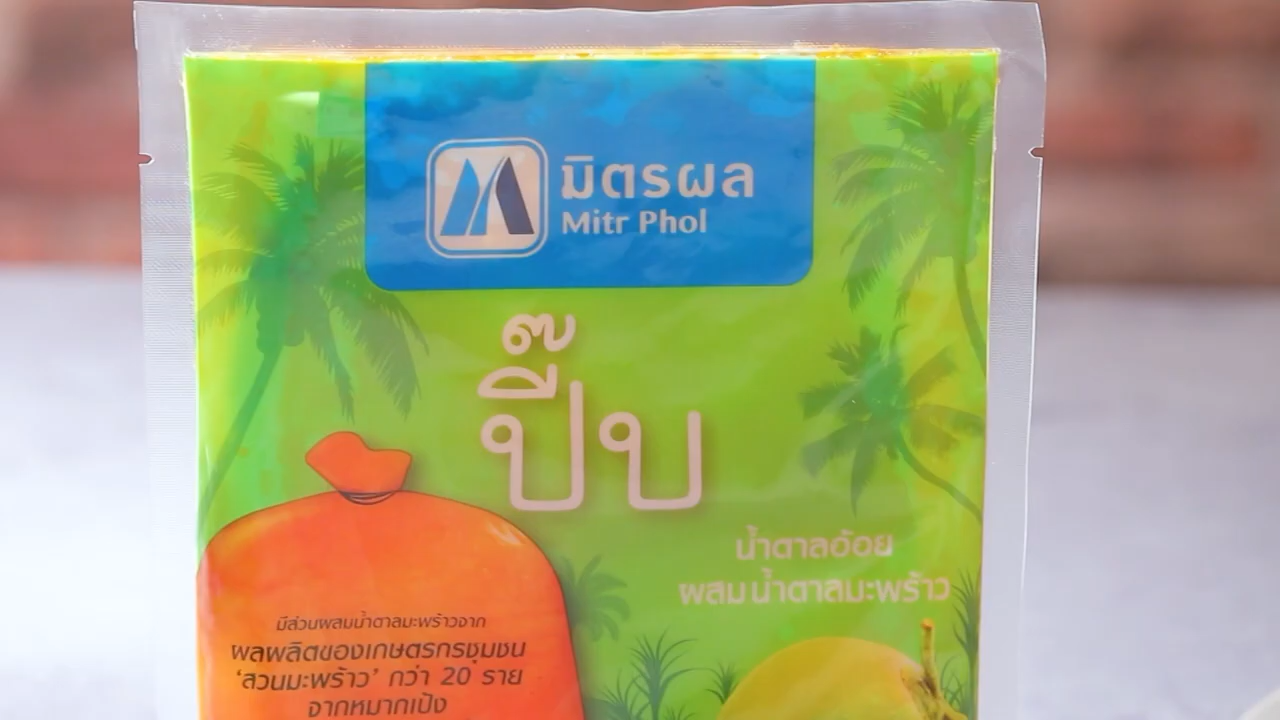 มิตรผล
Mitr Phol
ปี๊บ
น้ำตาลอ้อย
ผสมน้ำตาลมะพร้าว
มีส่วนผสมน้ำตาลมะพร้าวจาก
ผลผลิตของเกษตรกรชุมชน
‘สวนมะพร้าว’ กว่า 20 ราย
จากหมากเป้ง